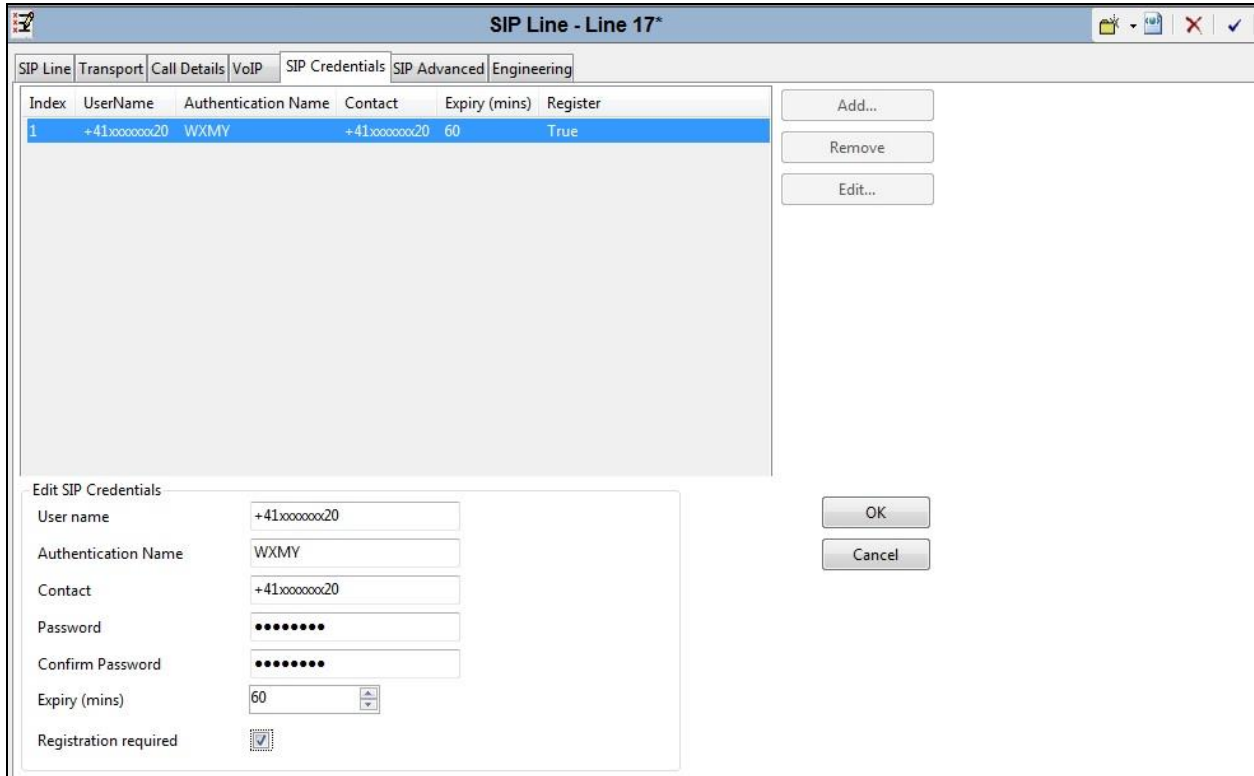 SIP Line - Line 17*
SIP Line Transport Call Details VoIP SIP Credentials SIP Advanced Engineering
Index UserName Authentication Name Contact Expiry (mins) Register
1 +41xxxxxxx20 WXMY +41xxxxxxx20 60 True
Add...
Remove
Edit...
Edit SIP Credentials
User name +41xxxxxxx20
Authentication Name WXMY
Contact +41xxxxxxx20
Password ••••••••
Confirm Password ••••••••
Expiry (mins) 60
Registration required
OK
Cancel